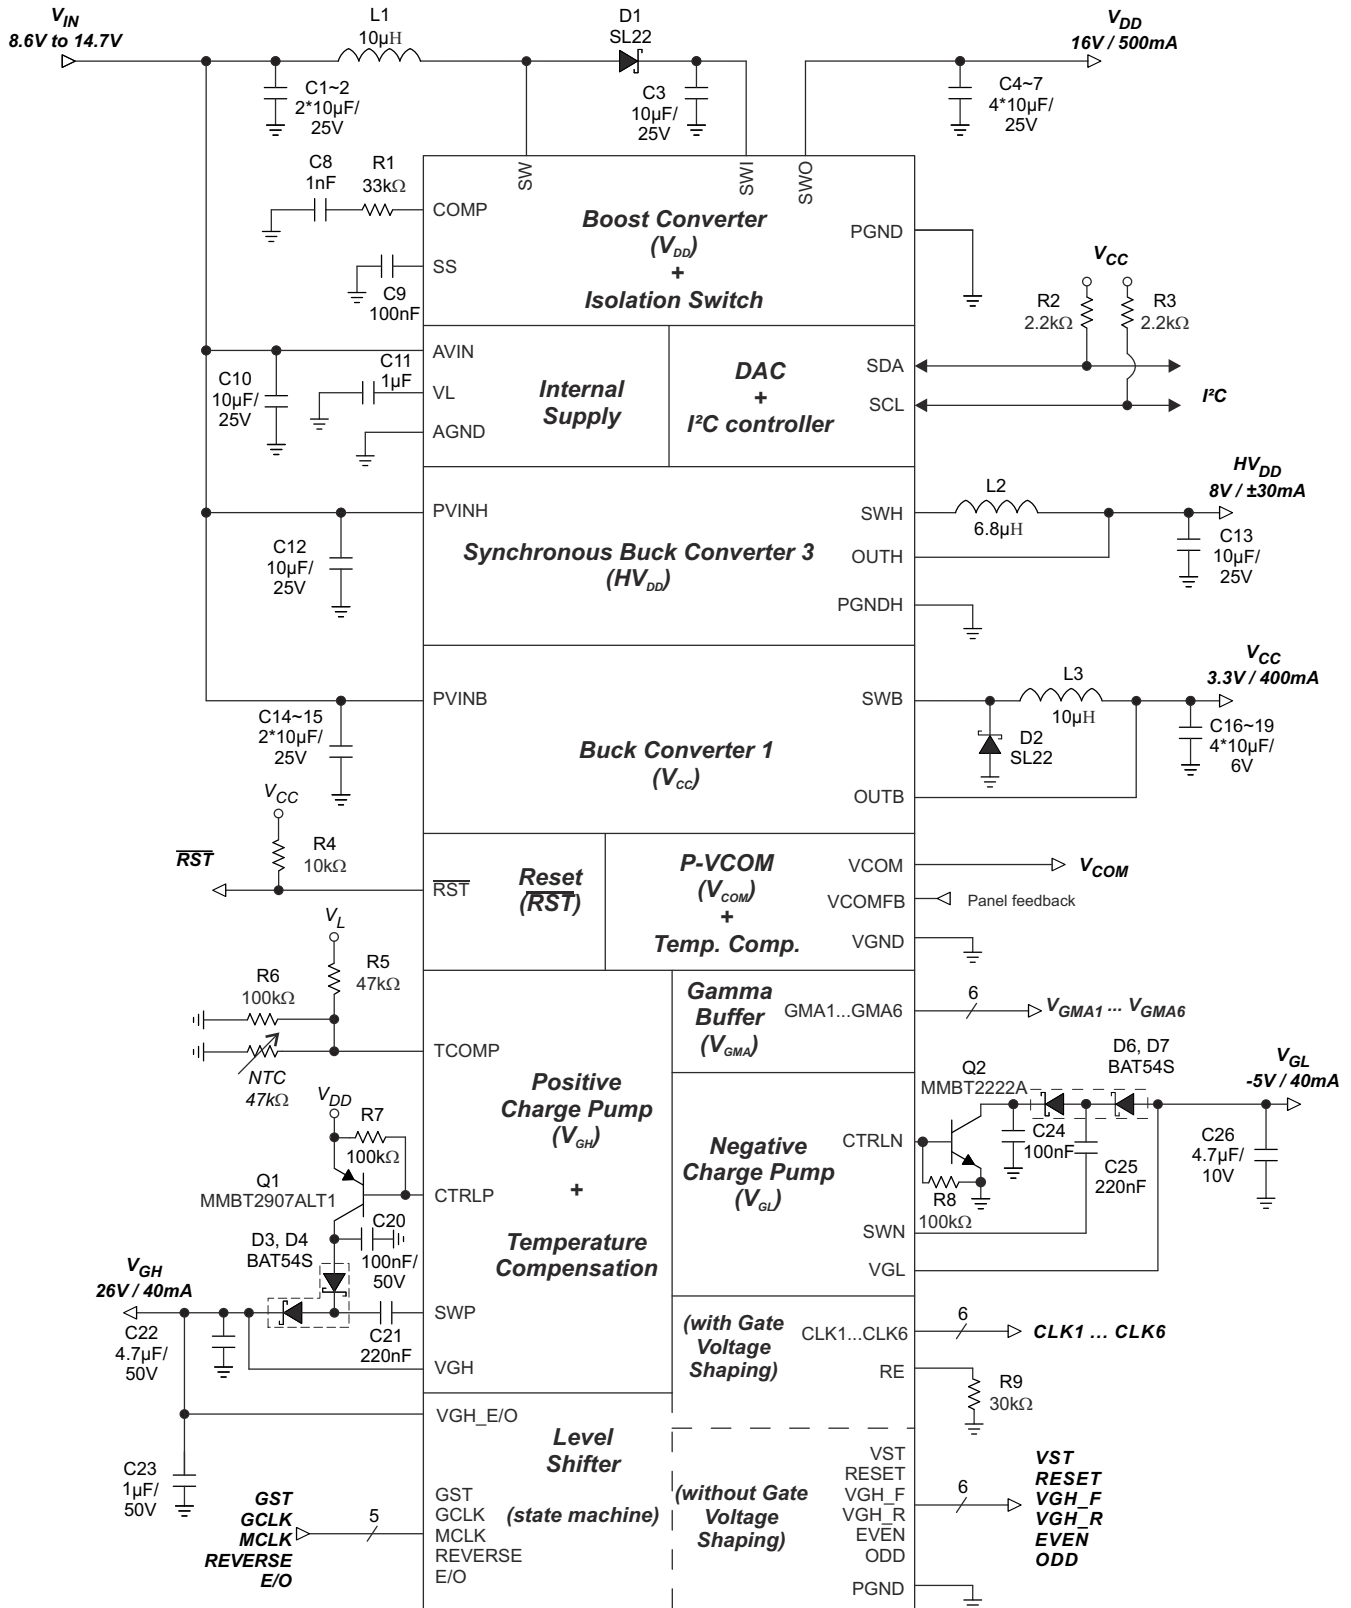 V_IN
8.6V to 14.7V
L1
10µH
D1
SL22
V_DD
16V / 500mA
C1~2
2*10µF/
25V
C3
10µF/
25V
C4~7
4*10µF/
25V
SW
SWI
SWO
C8
1nF
R1
33kΩ
COMP
SS
C9
100nF
Boost Converter
(V_DD)
+
Isolation Switch
PGND
V_CC
R2
2.2kΩ
R3
2.2kΩ
AVIN
C10
10µF/
25V
C11
1µF
VL
AGND
Internal
Supply
DAC
+
I²C controller
SDA
SCL
I²C
PVINH
C12
10µF/
25V
Synchronous Buck Converter 3
(HV_DD)
SWH
OUTH
PGNDH
L2
6.8µH
HV_DD
8V / ±30mA
C13
10µF/
25V
PVINB
C14~15
2*10µF/
25V
Buck Converter 1
(V_CC)
SWB
OUTB
L3
10µH
D2
SL22
V_CC
3.3V / 400mA
C16~19
4*10µF/
6V
V_CC
R4
10kΩ
RST
RST
Reset
(RST)
P-VCOM
(V_COM)
+
Temp. Comp.
VCOM
VCOMFB
VGND
V_COM
Panel feedback
V_L
R5
47kΩ
R6
100kΩ
NTC
47kΩ
TCOMP
Gamma
Buffer
(V_GMA)
GMA1...GMA6
6
V_GMA1 ... V_GMA6
V_DD
R7
100kΩ
Q1
MMBT2907ALT1
CTRLP
Positive
Charge Pump
(V_GH)
+
Temperature
Compensation
C20
100nF/
50V
D3, D4
BAT54S
V_GH
26V / 40mA
C21
220nF
SWP
VGH
C22
4.7µF/
50V
Negative
Charge Pump
(V_GL)
CTRLN
SWN
VGL
Q2
MMBT2222A
D6, D7
BAT54S
V_GL
-5V / 40mA
R8
100kΩ
C24
100nF
C25
220nF
C26
4.7µF/
10V
(with Gate
Voltage
Shaping)
CLK1...CLK6
6
CLK1 ... CLK6
RE
R9
30kΩ
VGH_E/O
C23
1µF/
50V
Level
Shifter
(state machine)
GST
GCLK
MCLK
REVERSE
E/O
5
GST
GCLK
MCLK
REVERSE
E/O
(without Gate
Voltage
Shaping)
VST
RESET
VGH_F
VGH_R
EVEN
ODD
PGND
6
VST
RESET
VGH_F
VGH_R
EVEN
ODD